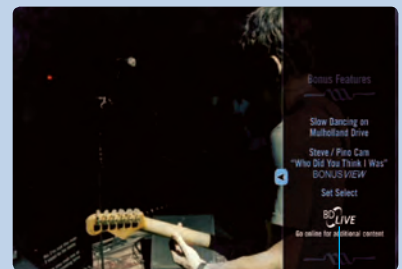 Bonus Features
Slow Dancing on
Mulholland Drive
Steve / Pino Cam
"Who Did You Think I Was"
BONUSVIEW
Set Select
BD LIVE
Go online for additional content